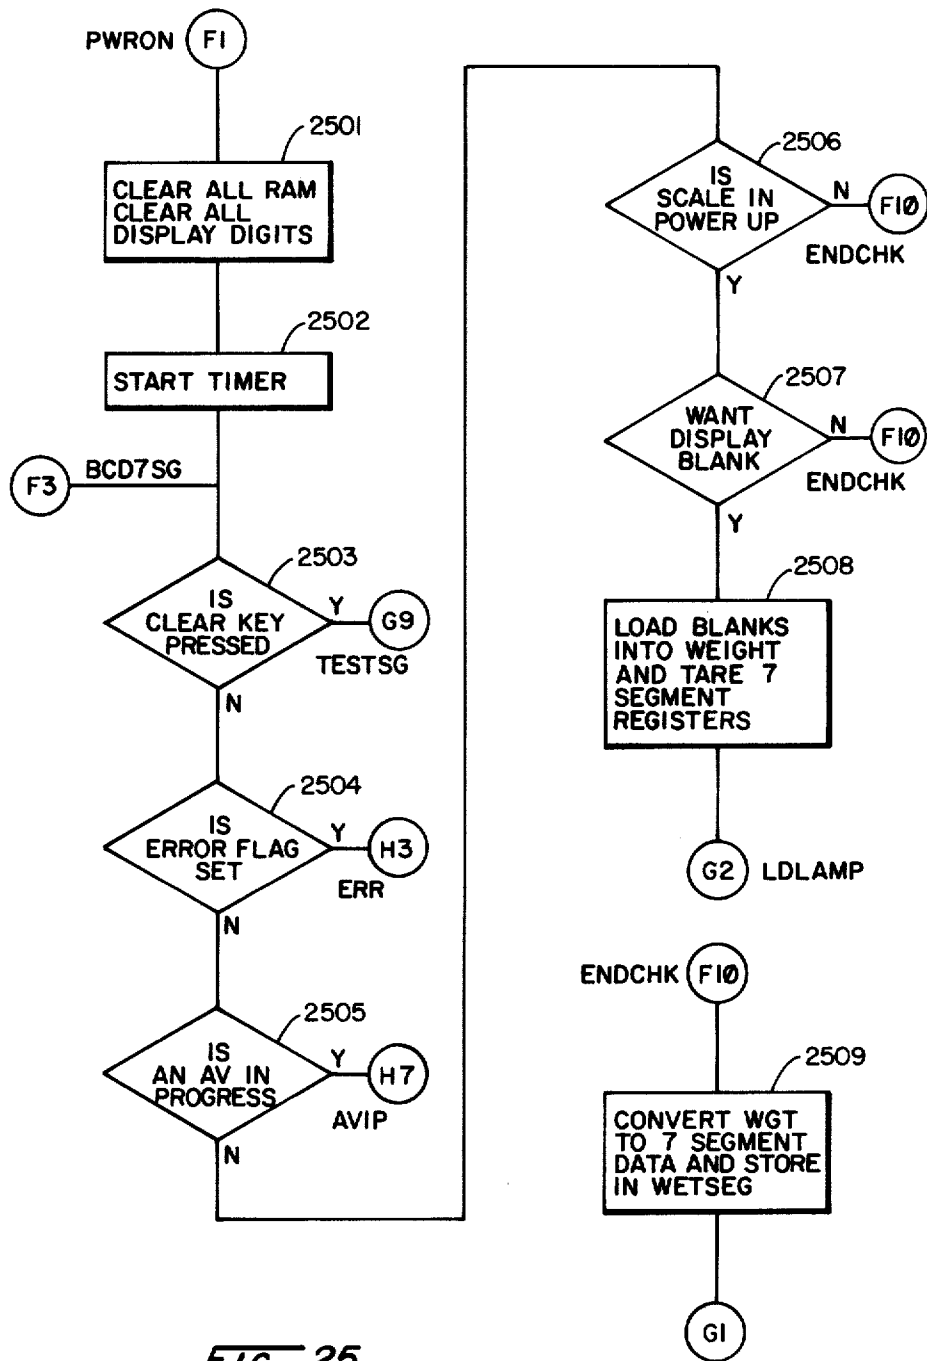 PWRON F1
2501
CLEAR ALL RAM
CLEAR ALL
DISPLAY DIGITS
2502
START TIMER
F3 BCD7SG
2503
IS
CLEAR KEY
PRESSED
Y
G9
TESTSG
N
2504
IS
ERROR FLAG
SET
Y
H3
ERR
N
2505
IS
AN AV IN
PROGRESS
Y
H7
AVIP
N
2506
IS
SCALE IN
POWER UP
N
F10
ENDCHK
Y
2507
WANT
DISPLAY
BLANK
N
F10
ENDCHK
Y
2508
LOAD BLANKS
INTO WEIGHT
AND TARE 7
SEGMENT
REGISTERS
G2 LDLAMP
ENDCHK F10
2509
CONVERT WGT
TO 7 SEGMENT
DATA AND STORE
IN WETSEG
G1
FIG 25